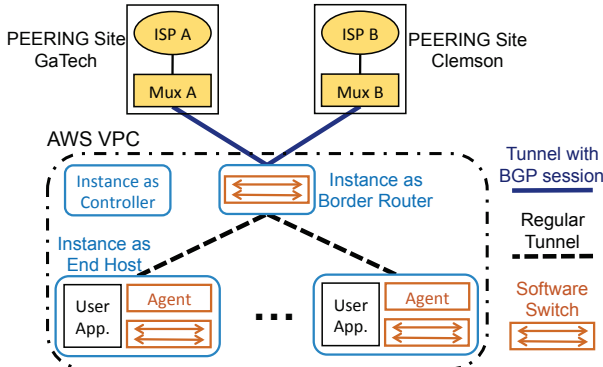 PEERING Site
GaTech
ISP A
Mux A
ISP B
Mux B
PEERING Site
Clemson
AWS VPC
Instance as
Controller
Instance as
Border Router
Tunnel with
BGP session
Regular
Tunnel
Instance as
End Host
User
App.
Agent
...
User
App.
Agent
Software
Switch